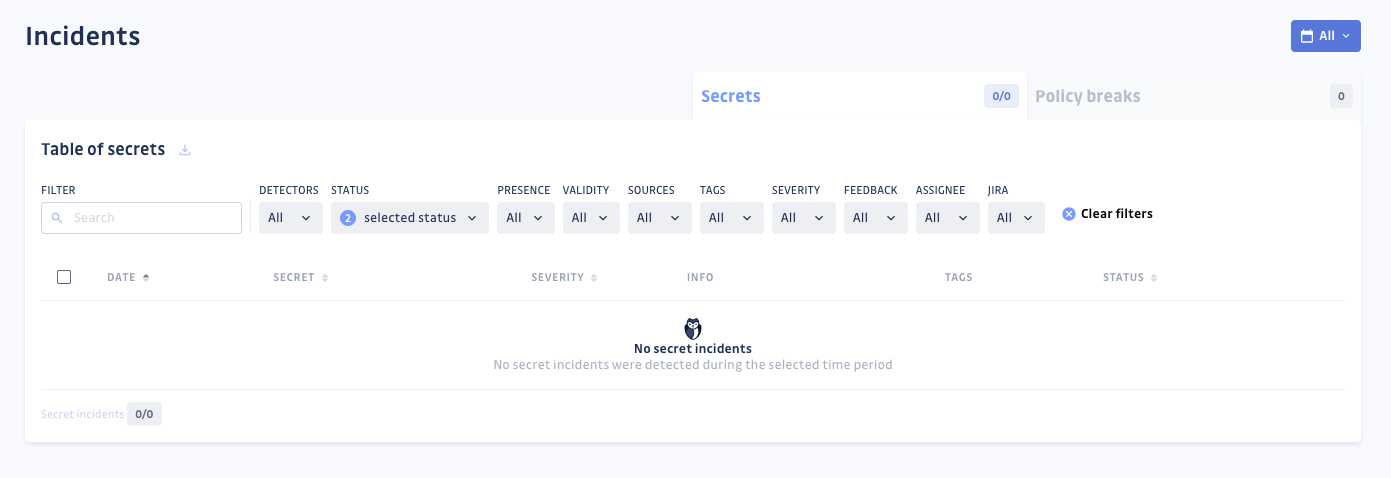 Incidents
All
Secrets 0/0 Policy breaks 0
Table of secrets
FILTER DETECTORS STATUS PRESENCE VALIDITY SOURCES TAGS SEVERITY FEEDBACK ASSIGNEE JIRA
Search All 2 selected status All All All All All All All All Clear filters
DATE SECRET SEVERITY INFO TAGS STATUS
No secret incidents
No secret incidents were detected during the selected time period
Secret incidents 0/0